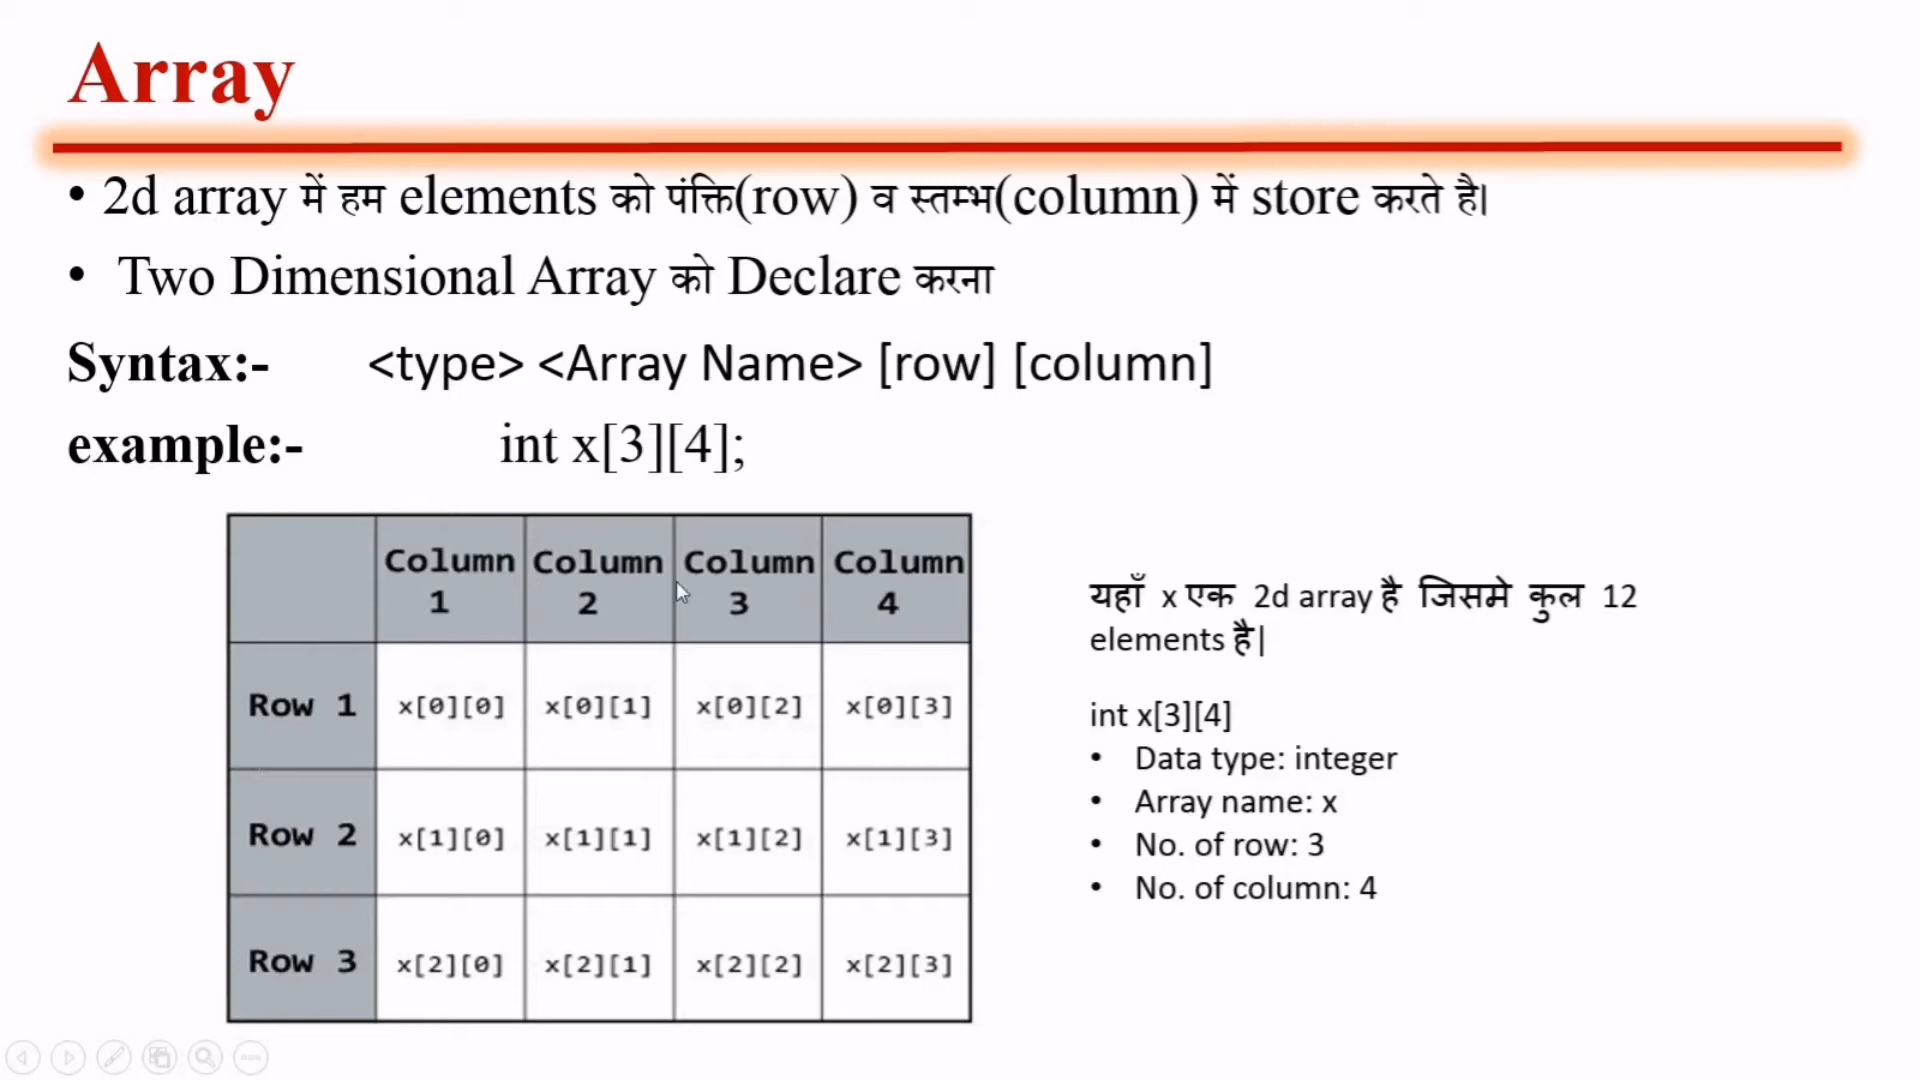 Array
• 2d array में हम elements को पंक्ति(row) व स्तम्भ(column) में store करते है।
• Two Dimensional Array को Declare करना
Syntax:- <type> <Array Name> [row] [column]
example:- int x[3][4];
Column 1 Column 2 Column 3 Column 4
Row 1 x[0][0] x[0][1] x[0][2] x[0][3]
Row 2 x[1][0] x[1][1] x[1][2] x[1][3]
Row 3 x[2][0] x[2][1] x[2][2] x[2][3]
यहाँ x एक 2d array है जिसमे कुल 12
elements है|
int x[3][4]
• Data type: integer
• Array name: x
• No. of row: 3
• No. of column: 4